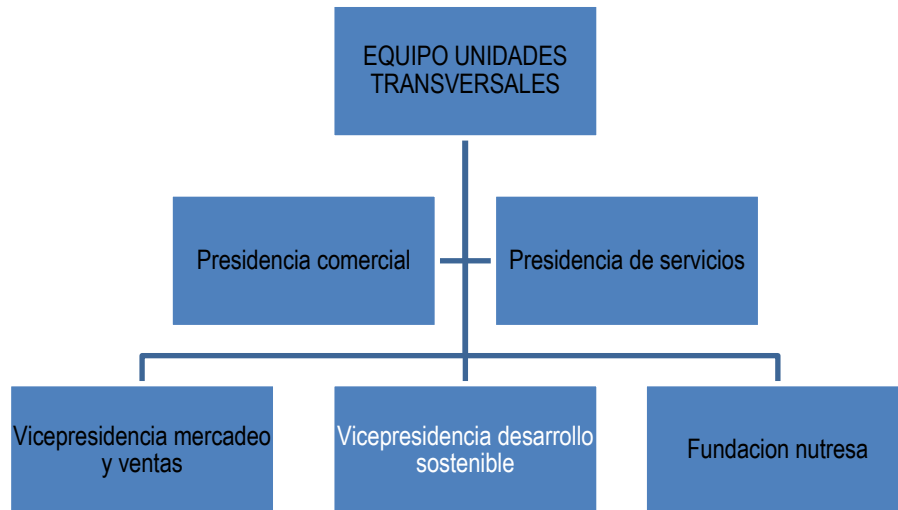 EQUIPO UNIDADES
TRANSVERSALES
Presidencia comercial
Presidencia de servicios
Vicepresidencia mercadeo
y ventas
Vicepresidencia desarrollo
sostenible
Fundacion nutresa